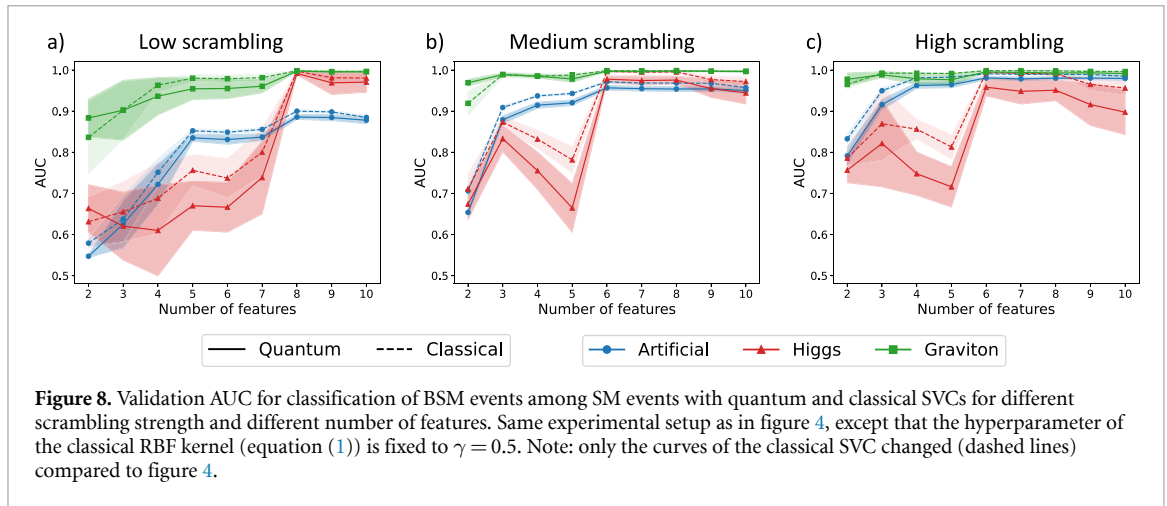 a) Low scrambling b) Medium scrambling c) High scrambling
1.0 1.0 1.0
0.9 0.9 0.9
0.8 0.8 0.8
AUC AUC AUC
0.7 0.7 0.7
0.6 0.6 0.6
0.5 0.5 0.5
2 3 4 5 6 7 8 9 10 2 3 4 5 6 7 8 9 10 2 3 4 5 6 7 8 9 10
Number of features Number of features Number of features
Quantum Classical Artificial Higgs Graviton
Figure 8. Validation AUC for classification of BSM events among SM events with quantum and classical SVCs for different
scrambling strength and different number of features. Same experimental setup as in figure 4, except that the hyperparameter of
the classical RBF kernel (equation (1)) is fixed to γ = 0.5. Note: only the curves of the classical SVC changed (dashed lines)
compared to figure 4.